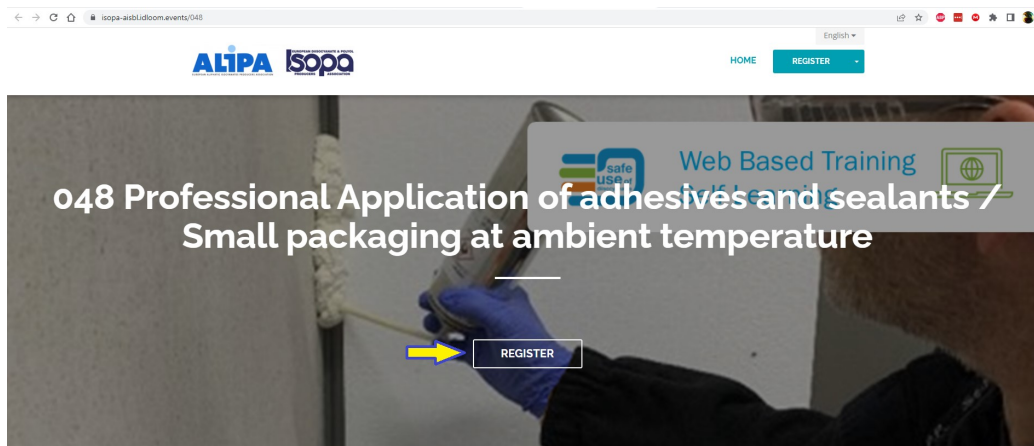 isopa-aisbl.idloom.events/048
English
ALIPA
isopa
HOME
REGISTER
safe
use of
Web Based Training
Self Learning
048 Professional Application of adhesives and sealants /
Small packaging at ambient temperature
REGISTER